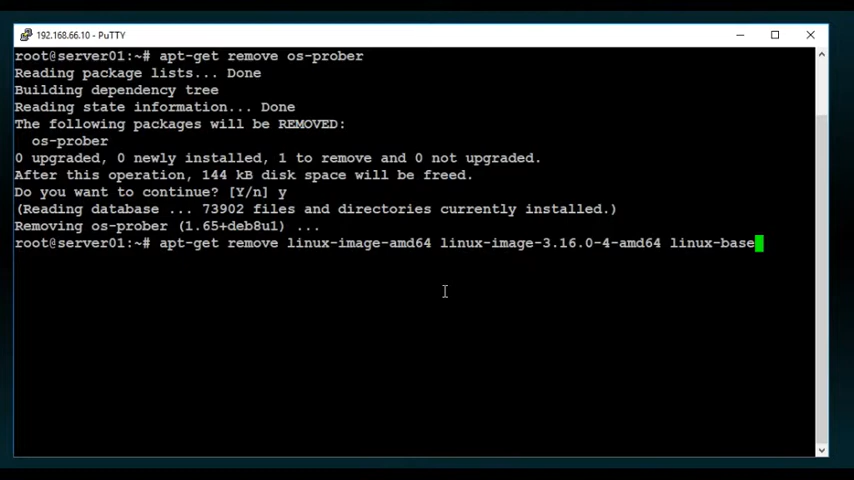 192.168.66.10 - PuTTY
root@server01:~# apt-get remove os-prober
Reading package lists... Done
Building dependency tree
Reading state information... Done
The following packages will be REMOVED:
  os-prober
0 upgraded, 0 newly installed, 1 to remove and 0 not upgraded.
After this operation, 144 kB disk space will be freed.
Do you want to continue? [Y/n] y
(Reading database ... 73902 files and directories currently installed.)
Removing os-prober (1.65+deb8u1) ...
root@server01:~# apt-get remove linux-image-amd64 linux-image-3.16.0-4-amd64 linux-base